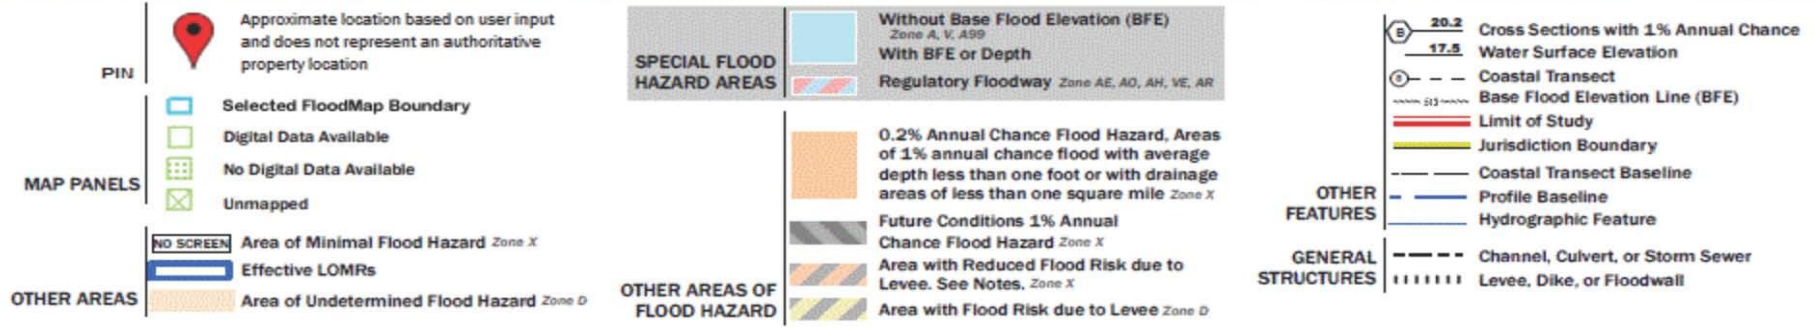 PIN
Approximate location based on user input
and does not represent an authoritative
property location
MAP PANELS
Selected FloodMap Boundary
Digital Data Available
No Digital Data Available
Unmapped
OTHER AREAS
NO SCREEN Area of Minimal Flood Hazard Zone X
Effective LOMRs
Area of Undetermined Flood Hazard Zone D
SPECIAL FLOOD
HAZARD AREAS
Without Base Flood Elevation (BFE)
Zone A, V, A99
With BFE or Depth
Regulatory Floodway Zone AE, AO, AH, VE, AR
OTHER AREAS OF
FLOOD HAZARD
0.2% Annual Chance Flood Hazard, Areas
of 1% annual chance flood with average
depth less than one foot or with drainage
areas of less than one square mile Zone X
Future Conditions 1% Annual
Chance Flood Hazard Zone X
Area with Reduced Flood Risk due to
Levee. See Notes. Zone X
Area with Flood Risk due to Levee Zone D
OTHER
FEATURES
B 20.2 Cross Sections with 1% Annual Chance
17.5 Water Surface Elevation
Coastal Transect
Base Flood Elevation Line (BFE)
Limit of Study
Jurisdiction Boundary
Coastal Transect Baseline
Profile Baseline
Hydrographic Feature
GENERAL
STRUCTURES
Channel, Culvert, or Storm Sewer
Levee, Dike, or Floodwall